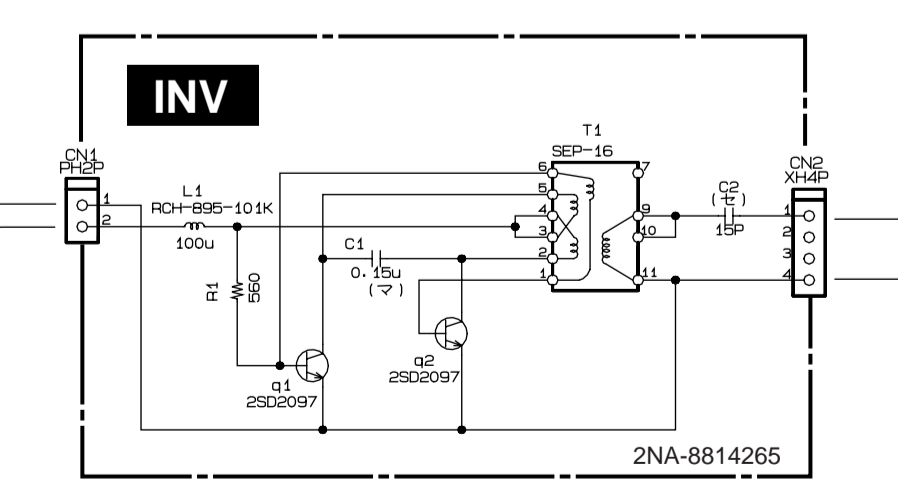 INV
T1
SEP-16
CN1
PH2P
CN2
XH4P
6
7
L1
C2
(セ)
5
1
RCH-895-101K
4
9
1
2
2
3
10
15P
100u
C1
3
2
0.15u
(マ)
1
11
4
R1
560
q1
2SD2097
q2
2SD2097
2NA-8814265